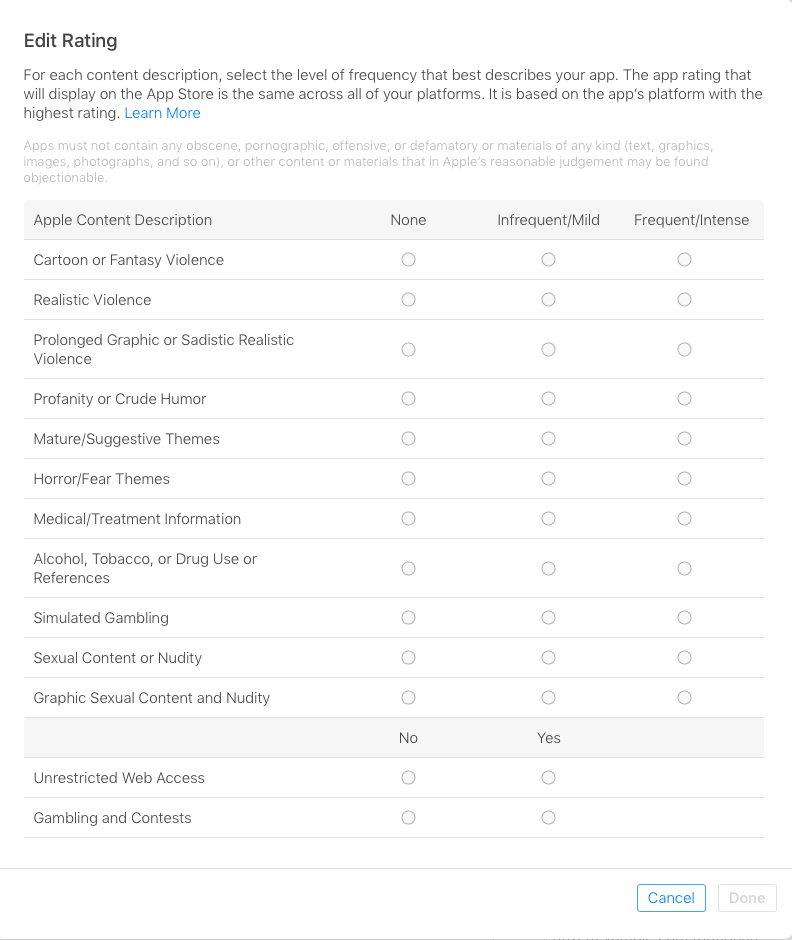 Edit Rating
For each content description, select the level of frequency that best describes your app. The app rating that
will display on the App Store is the same across all of your platforms. It is based on the app's platform with the
highest rating. Learn More
Apps must not contain any obscene, pornographic, offensive, or defamatory or materials of any kind (text, graphics,
images, photographs, and so on), or other content or materials that in Apple's reasonable judgement may be found
objectionable.
Apple Content Description None Infrequent/Mild Frequent/Intense
Cartoon or Fantasy Violence
Realistic Violence
Prolonged Graphic or Sadistic Realistic
Violence
Profanity or Crude Humor
Mature/Suggestive Themes
Horror/Fear Themes
Medical/Treatment Information
Alcohol, Tobacco, or Drug Use or
References
Simulated Gambling
Sexual Content or Nudity
Graphic Sexual Content and Nudity
No Yes
Unrestricted Web Access
Gambling and Contests
Cancel Done